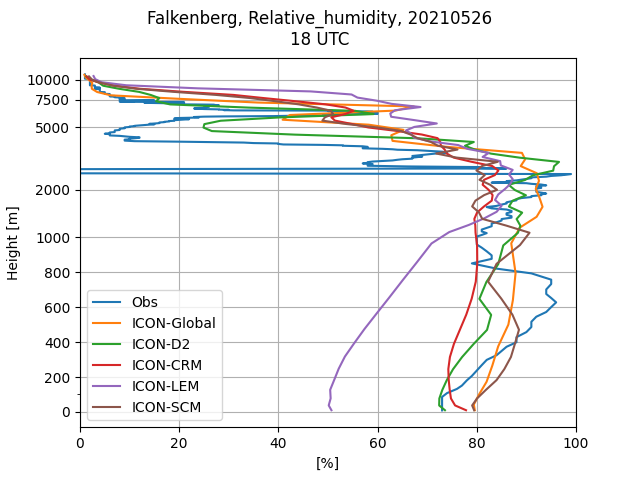 Falkenberg, Relative_humidity, 20210526
18 UTC
10000
7500
5000
2000
1000
800
600
400
200
0
Height [m]
Obs
ICON-Global
ICON-D2
ICON-CRM
ICON-LEM
ICON-SCM
0 20 40 60 80 100
[%]